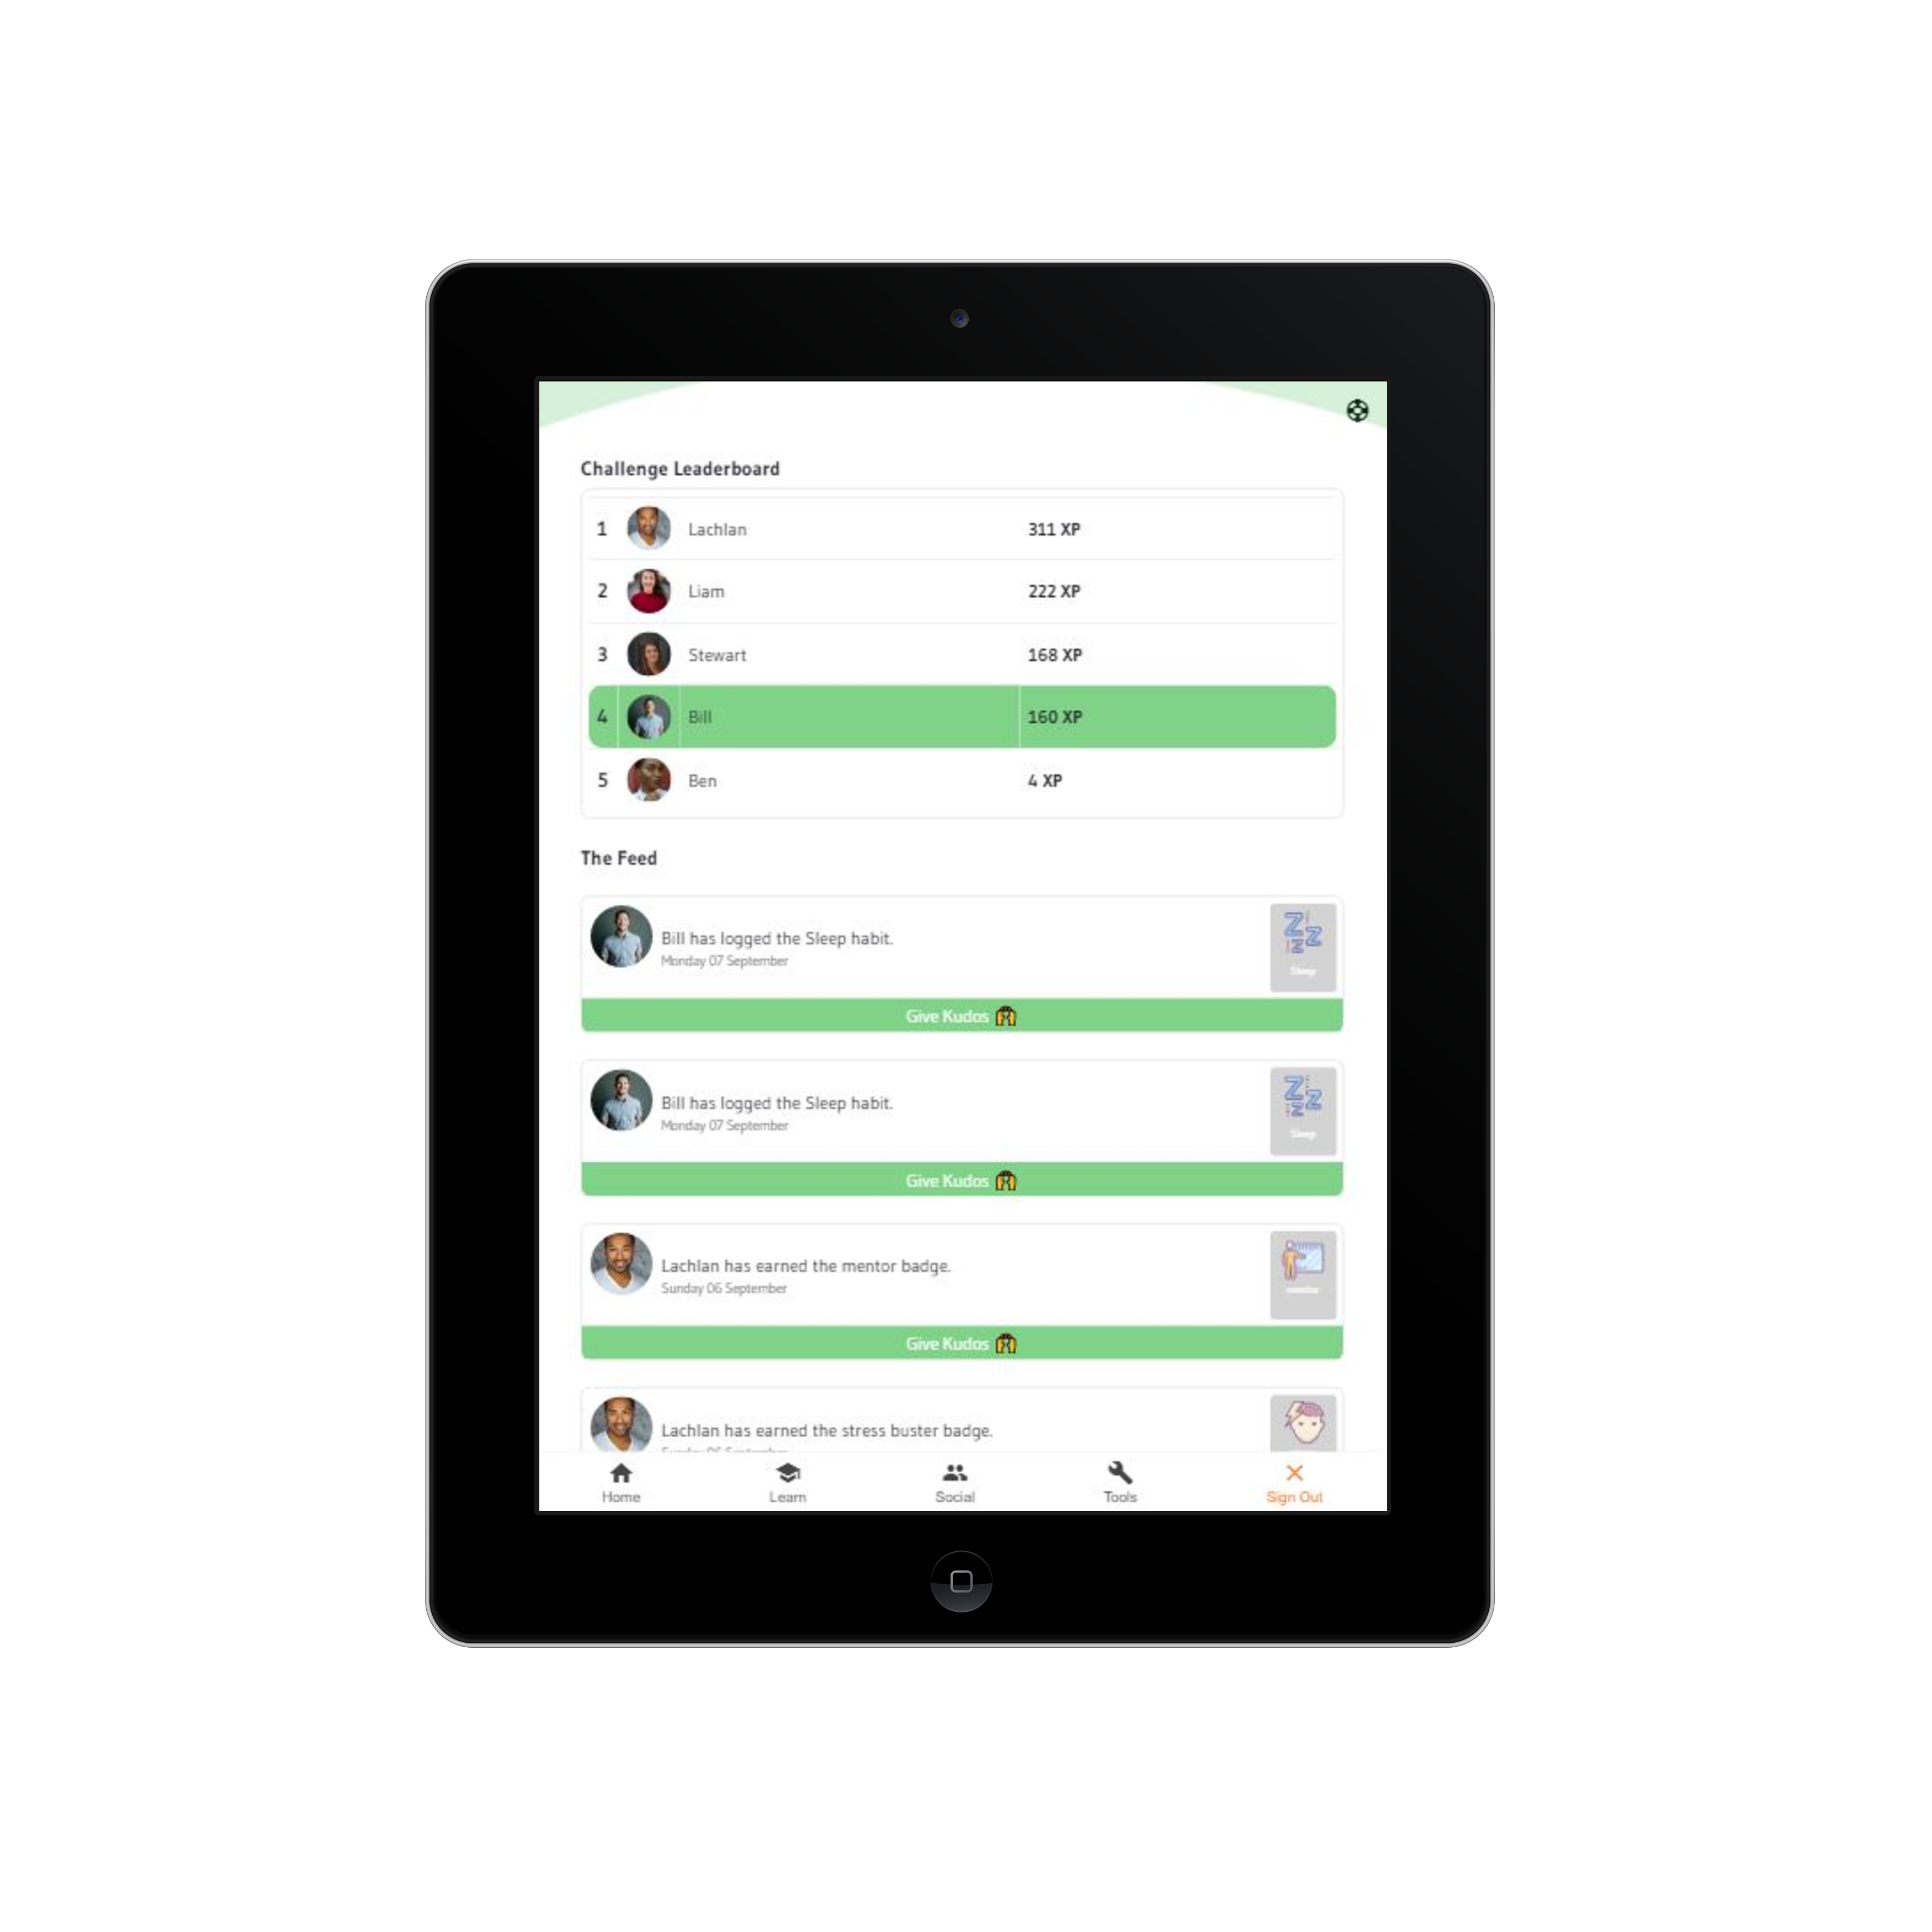 Challenge Leaderboard
1 Lachlan 311 XP
2 Liam 222 XP
3 Stewart 168 XP
4 Bill 160 XP
5 Ben 4 XP
The Feed
Bill has logged the Sleep habit.
Monday 07 September
Sleep
Give Kudos
Bill has logged the Sleep habit.
Monday 07 September
Sleep
Give Kudos
Lachlan has earned the mentor badge.
Sunday 06 September
Give Kudos
Lachlan has earned the stress buster badge.
Home Learn Social Tools Sign Out